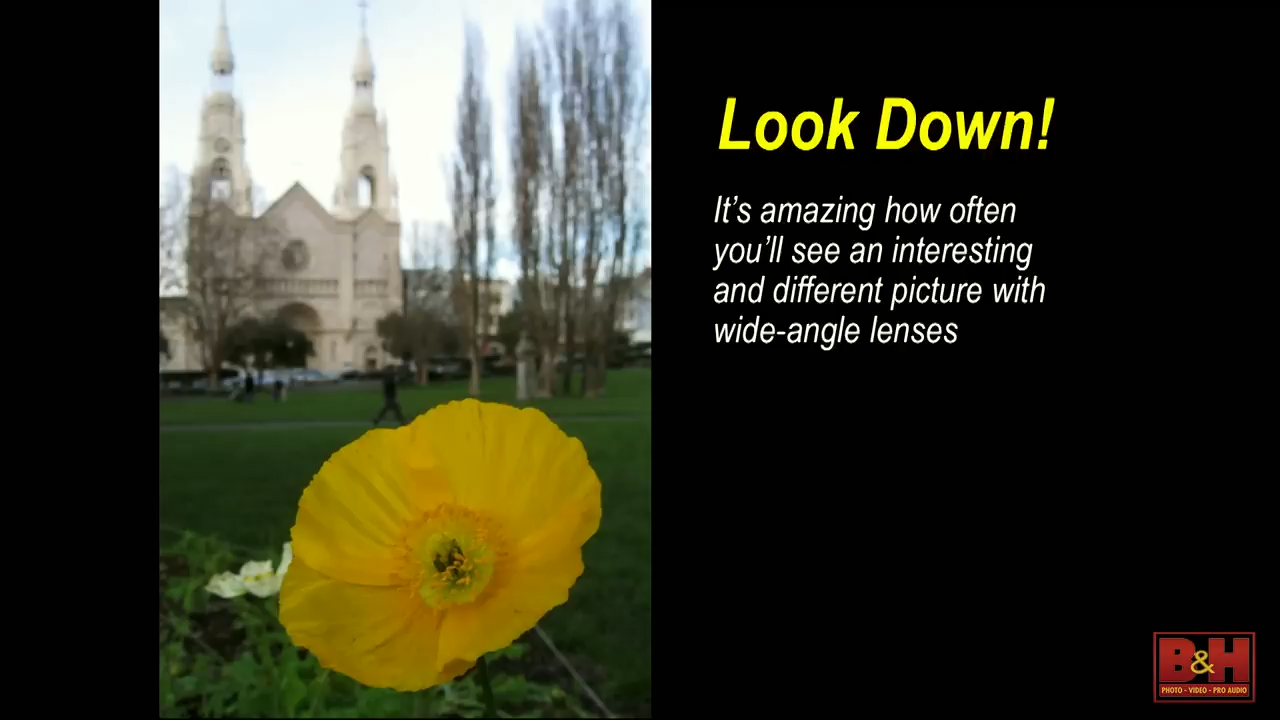 Look Down!
It's amazing how often
you'll see an interesting
and different picture with
wide-angle lenses
B&H
PHOTO - VIDEO - PRO AUDIO